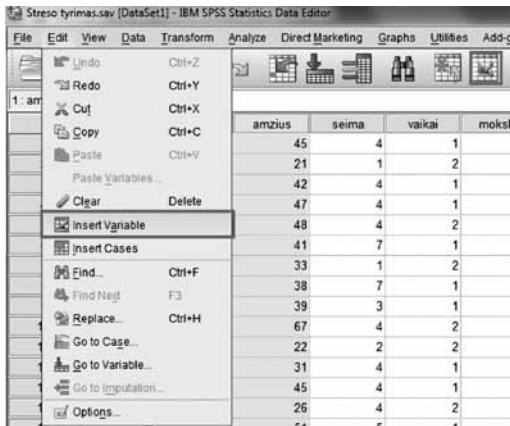 Streso tyrimas.sav [DataSet1] - IBM SPSS Statistics Data Editor
File Edit View Data Transform Analyze Direct Marketing Graphs Utilities Add-g
Undo Ctrl+Z
Redo Ctrl+Y
Cut Ctrl+X
Copy Ctrl+C
Paste Ctrl+V
Paste Variables...
Clear Delete
Insert Variable
Insert Cases
Find... Ctrl+F
Find Next F3
Replace... Ctrl+H
Go to Case...
Go to Variable...
Go to Imputation...
Options...
1 : am
amzius seima vaikai moksl
45 4 1
21 1 2
42 4 1
47 4 1
48 4 2
41 7 1
33 1 2
38 7 1
39 3 1
67 4 2
22 2 2
31 4 1
45 4 1
26 4 2